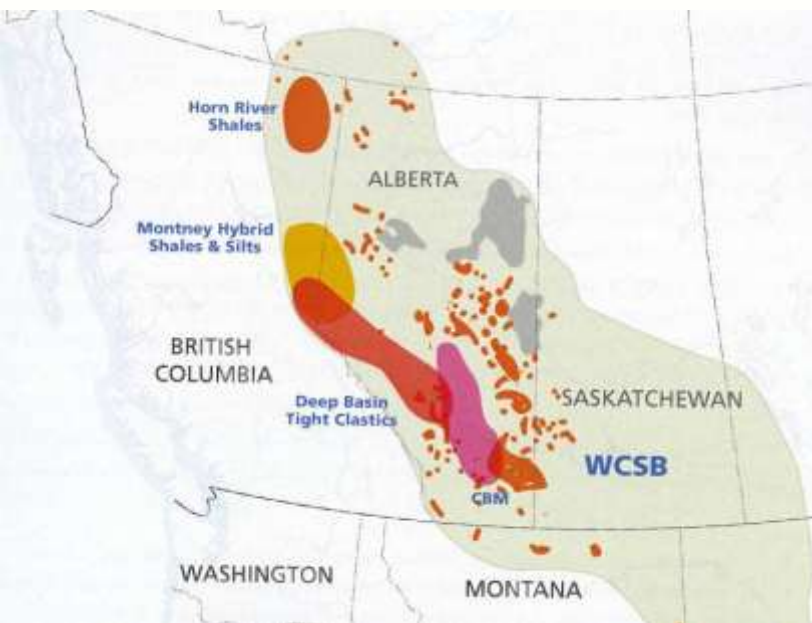 Horn River
Shales
ALBERTA
Montney Hybrid
Shales & Silts
BRITISH
COLUMBIA
Deep Basin
Tight Clastics
SASKATCHEWAN
WCSB
CBM
WASHINGTON
MONTANA